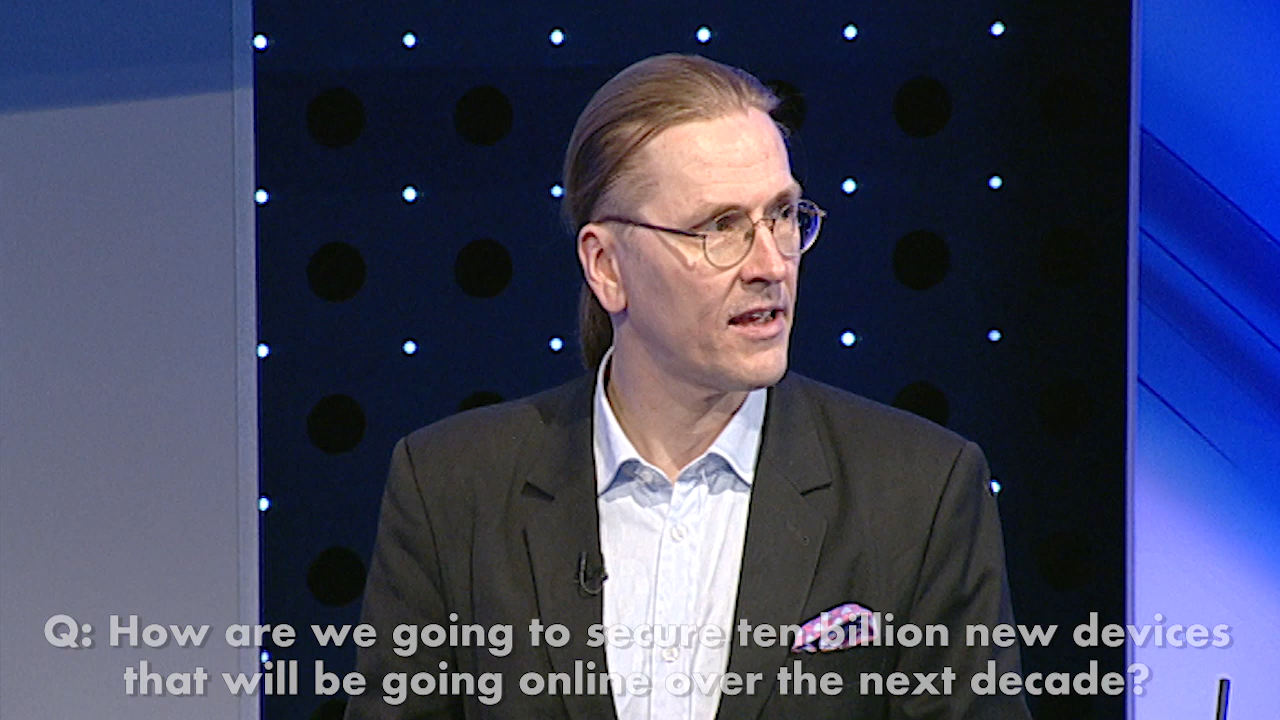 Q: How are we going to secure ten billion new devices
that will be going online over the next decade?